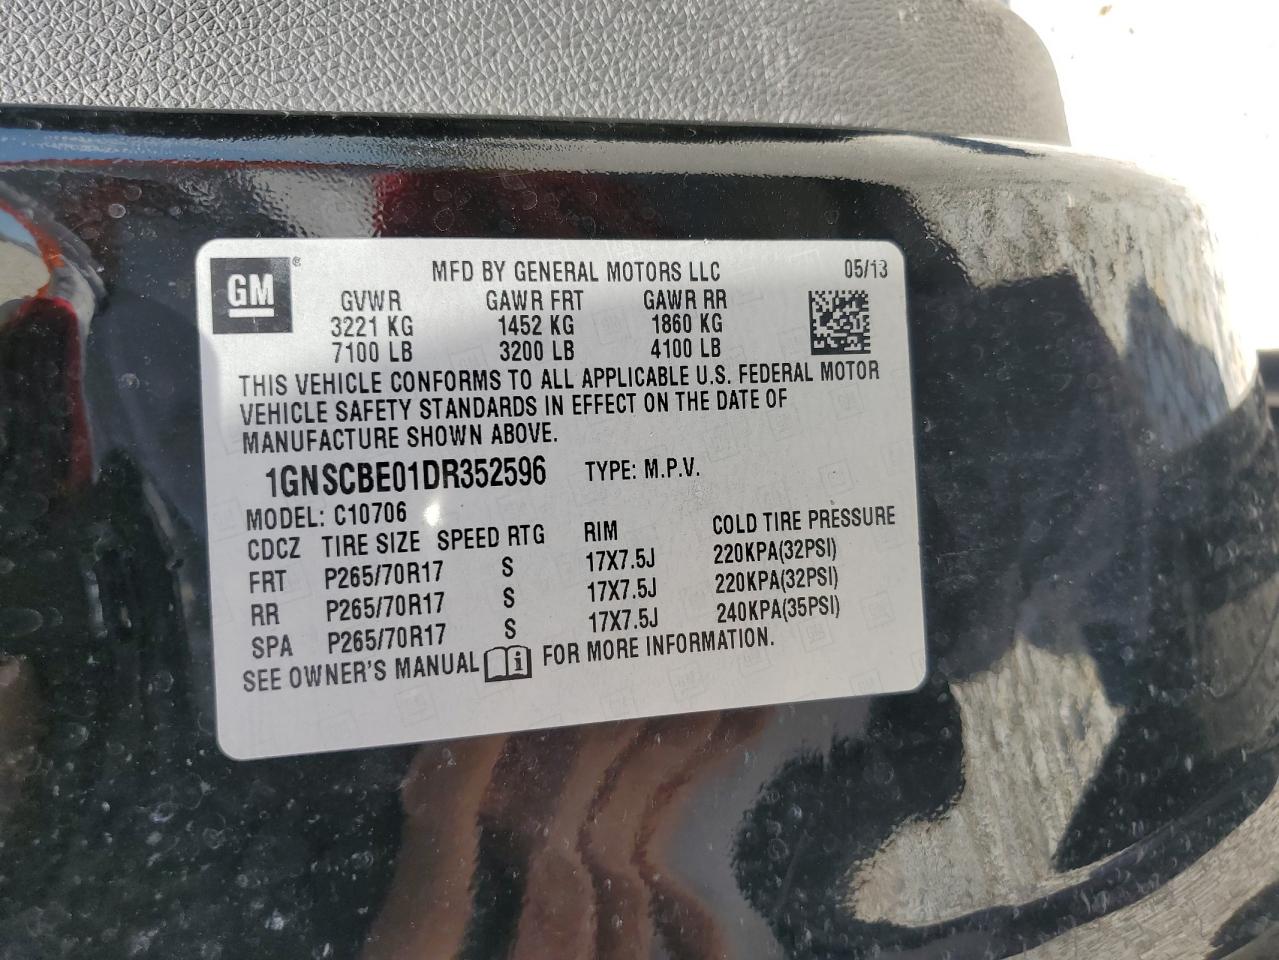 GM®
MFD BY GENERAL MOTORS LLC 05/13
GVWR GAWR FRT GAWR RR
3221 KG 1452 KG 1860 KG
7100 LB 3200 LB 4100 LB
THIS VEHICLE CONFORMS TO ALL APPLICABLE U.S. FEDERAL MOTOR
VEHICLE SAFETY STANDARDS IN EFFECT ON THE DATE OF
MANUFACTURE SHOWN ABOVE.
1GNSCBE01DR352596 TYPE: M.P.V.
MODEL: C10706
CDCZ TIRE SIZE SPEED RTG RIM COLD TIRE PRESSURE
FRT P265/70R17 S 17X7.5J 220KPA(32PSI)
RR P265/70R17 S 17X7.5J 220KPA(32PSI)
SPA P265/70R17 S 17X7.5J 240KPA(35PSI)
SEE OWNER'S MANUAL FOR MORE INFORMATION.